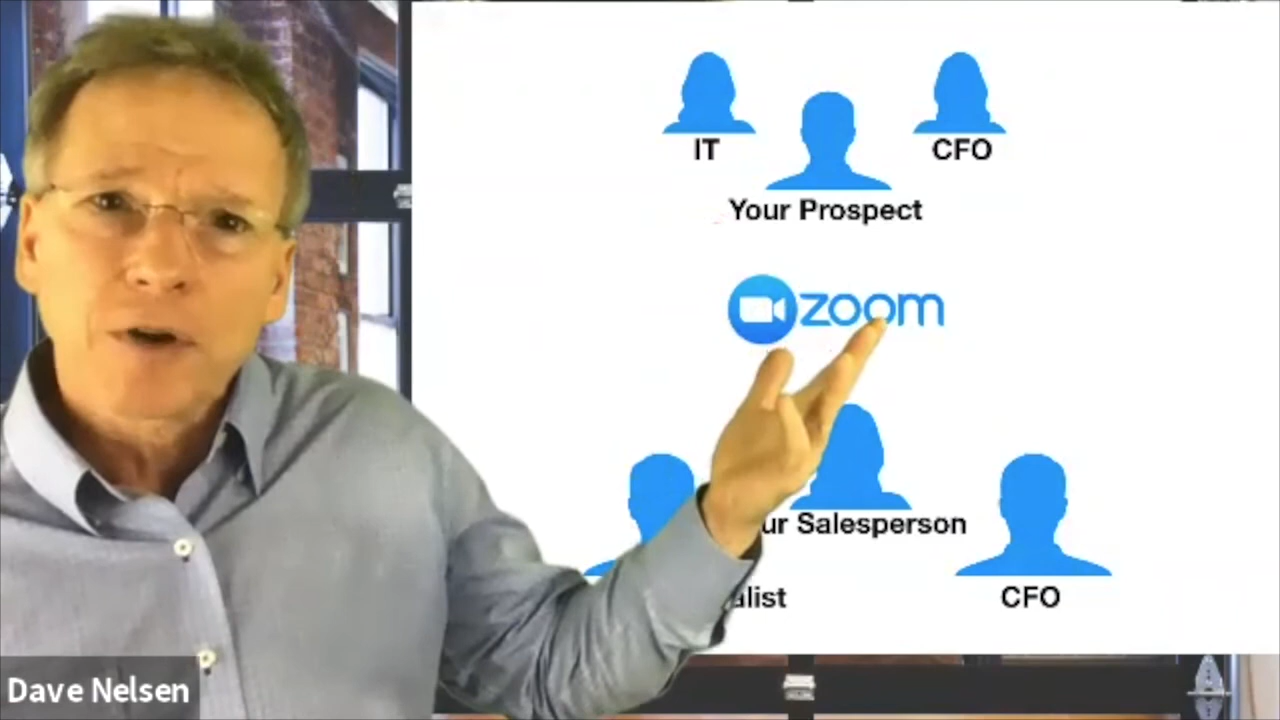 IT
CFO
Your Prospect
zoom
Salesperson
CFO
Dave Nelsen